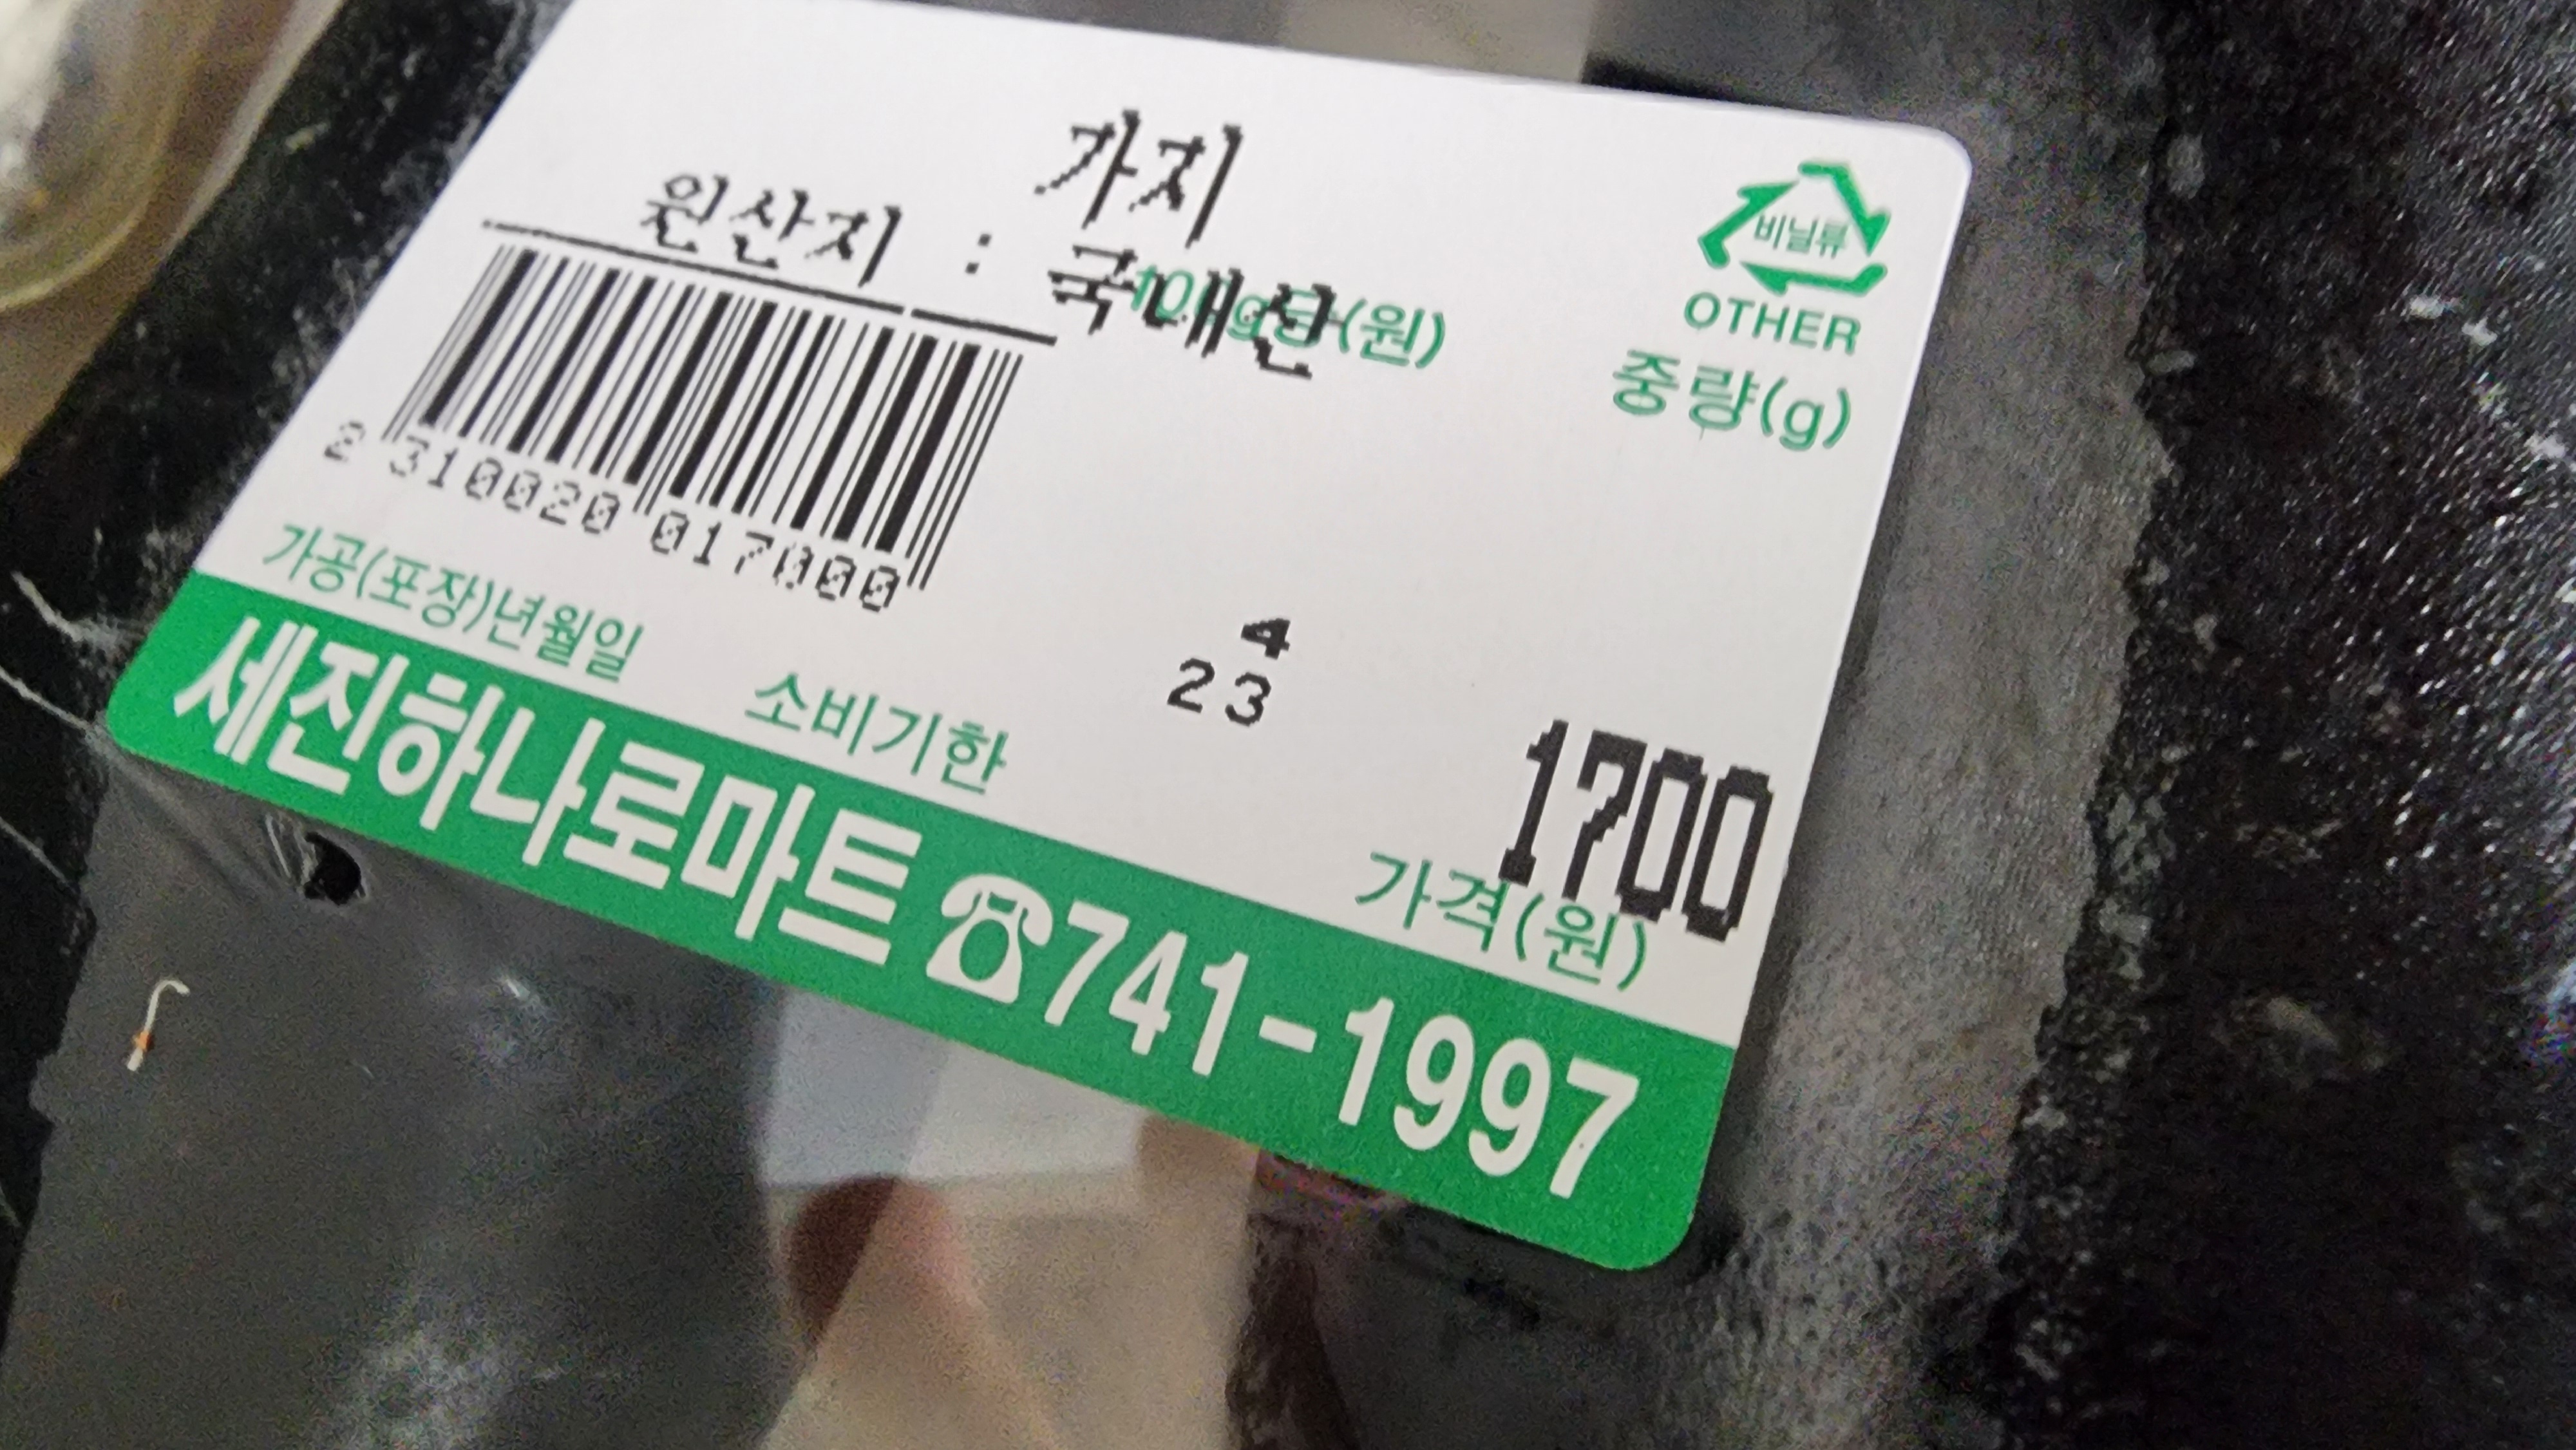 가지
원산지 : 국내산
100g당(원)
비닐류
OTHER
중량(g)
2 310020 017000
가공(포장)년월일
소비기한
4
23
1700
가격(원)
세진하나로마트☎741-1997